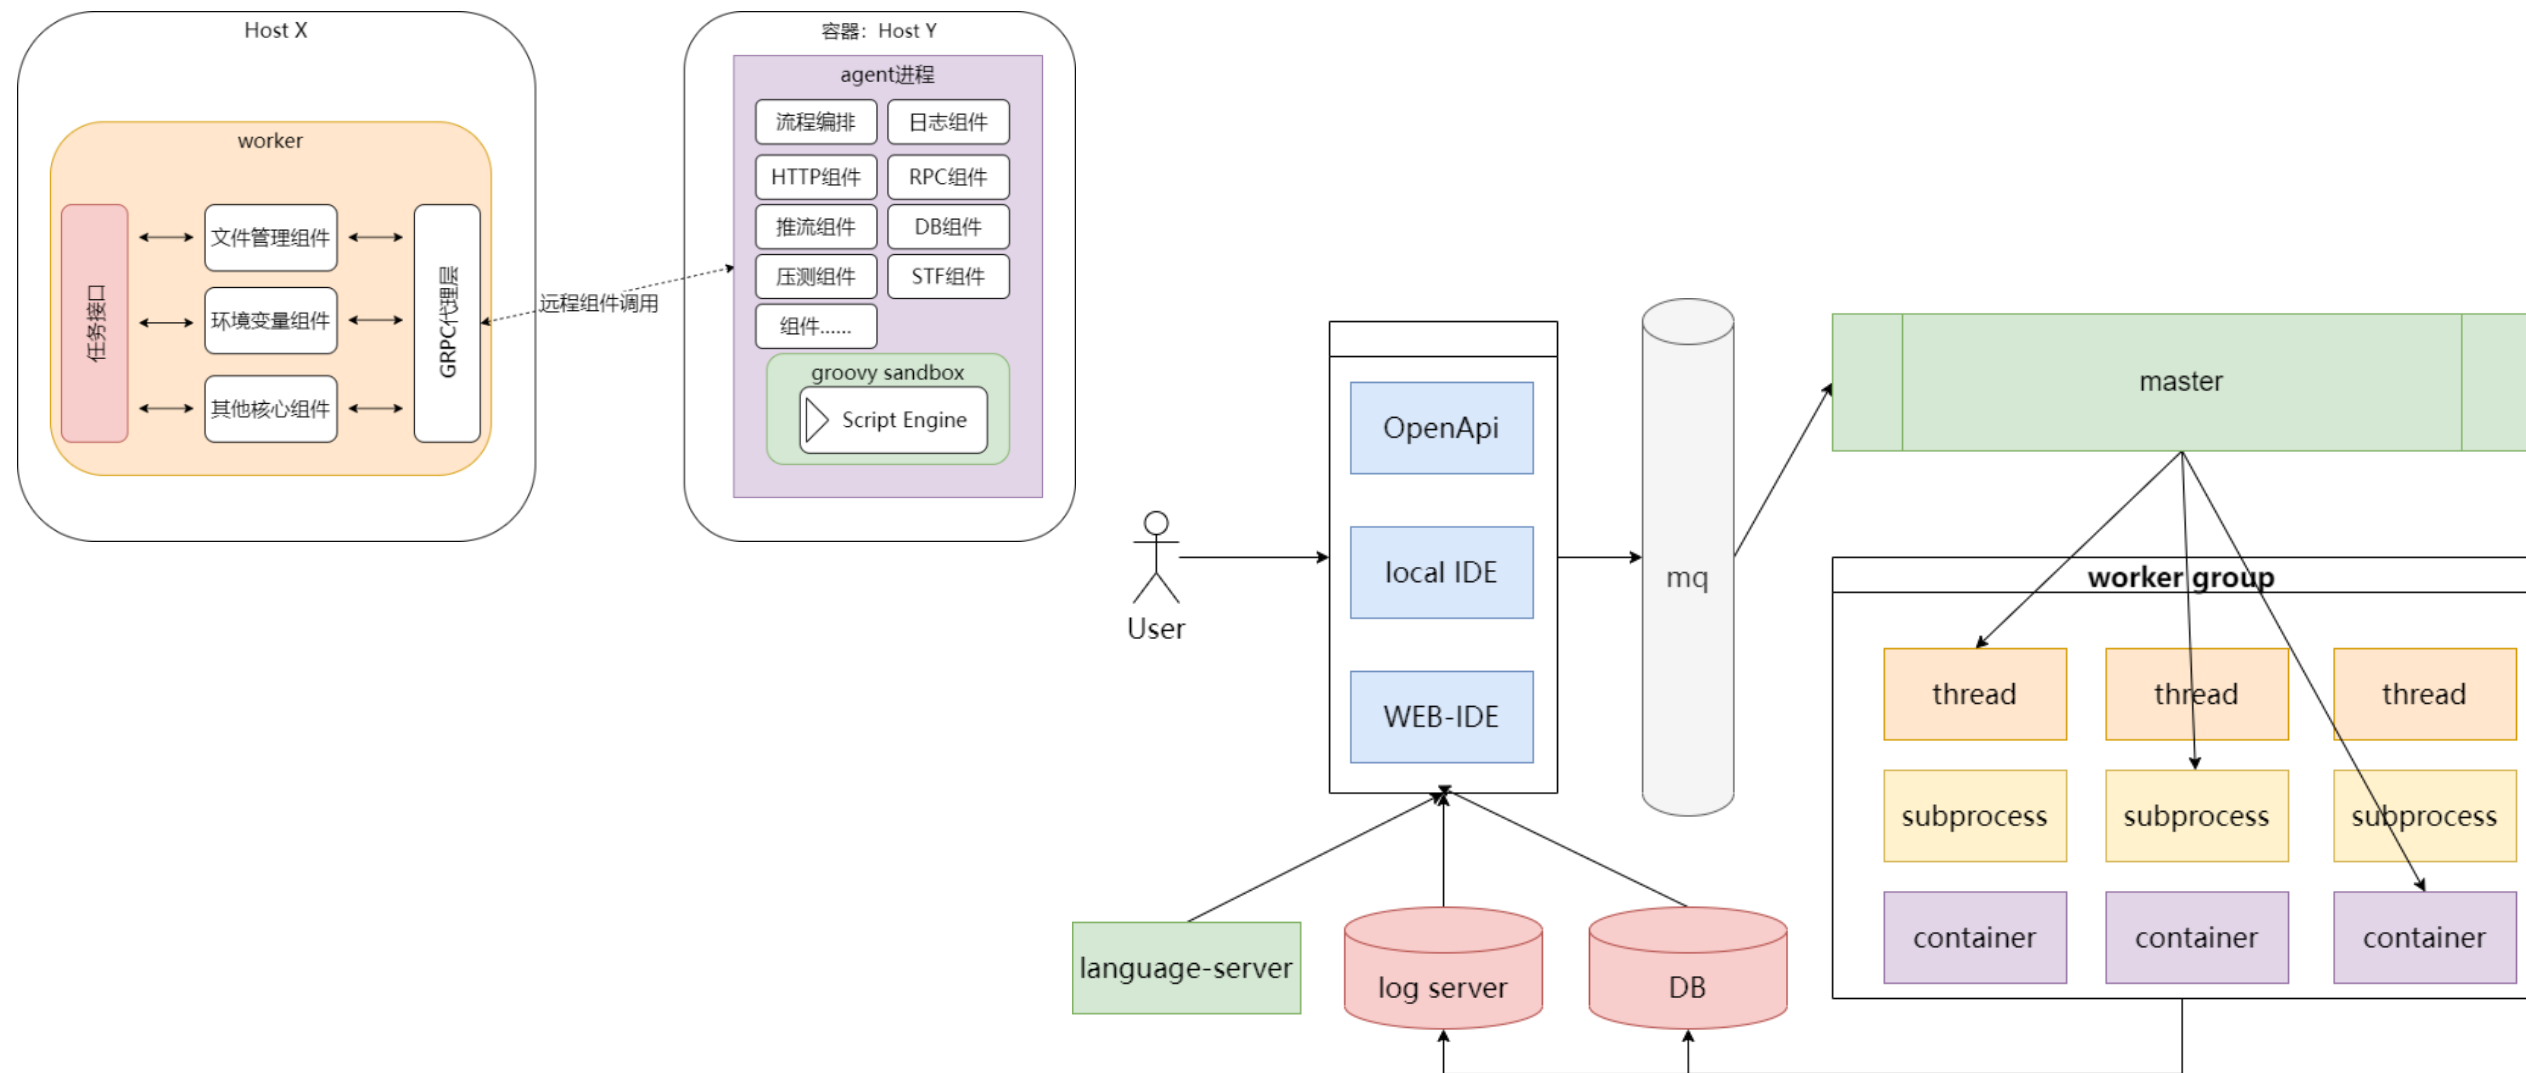 Host X
worker
任务接口
文件管理组件
环境变量组件
其他核心组件
GRPC代理层
远程组件调用
容器：Host Y
agent进程
流程编排
日志组件
HTTP组件
RPC组件
推流组件
DB组件
压测组件
STF组件
组件......
groovy sandbox
Script Engine
User
OpenApi
local IDE
WEB-IDE
mq
master
worker group
thread
thread
thread
subprocess
subprocess
subprocess
container
container
container
language-server
log server
DB